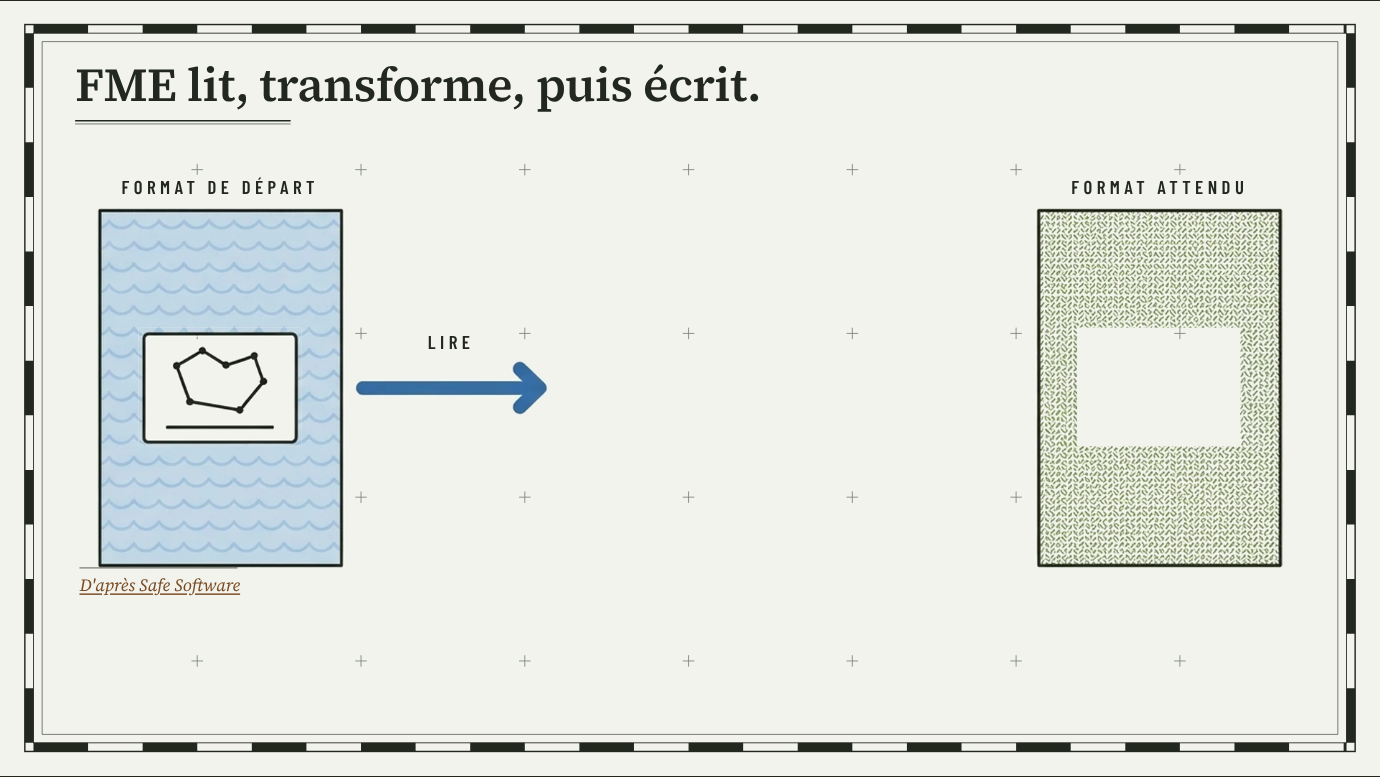 FME lit, transforme, puis écrit.
FORMAT DE DÉPART
FORMAT ATTENDU
LIRE
D'après Safe Software